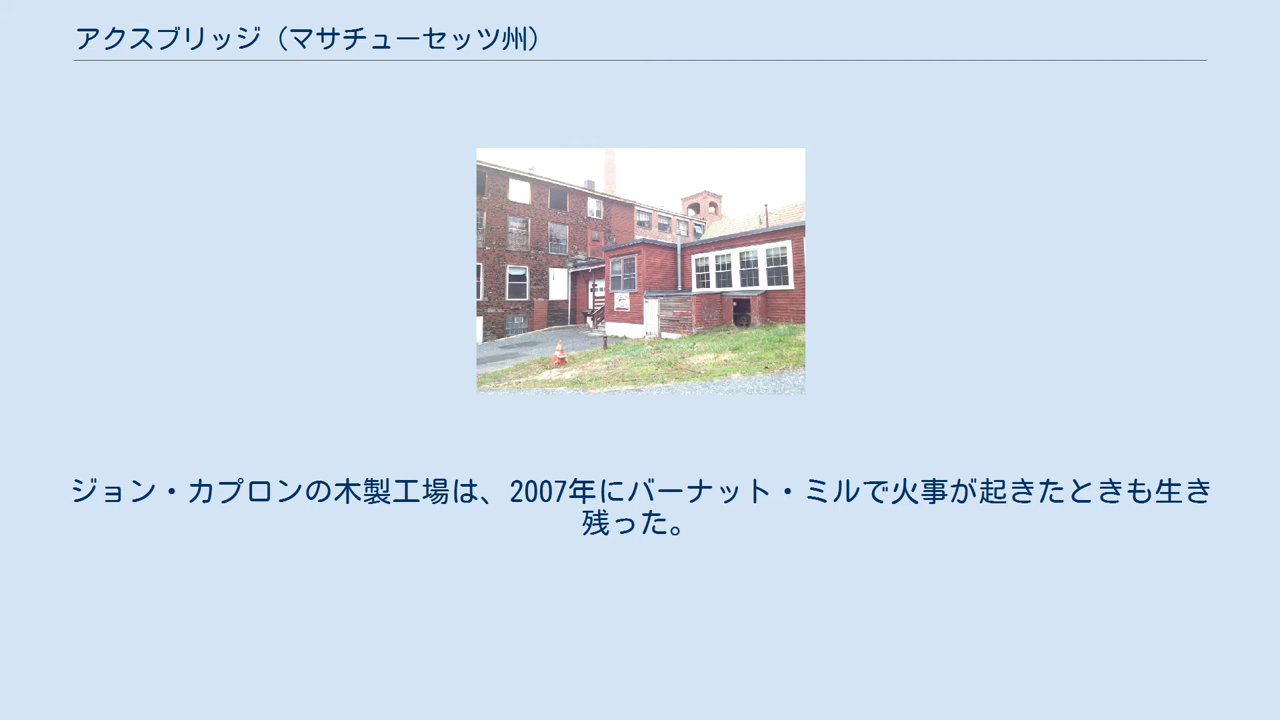 アクスブリッジ（マサチューセッツ州）
ジョン・カプロンの木製工場は、2007年にバーナット・ミルで火事が起きたときも生き
残った。